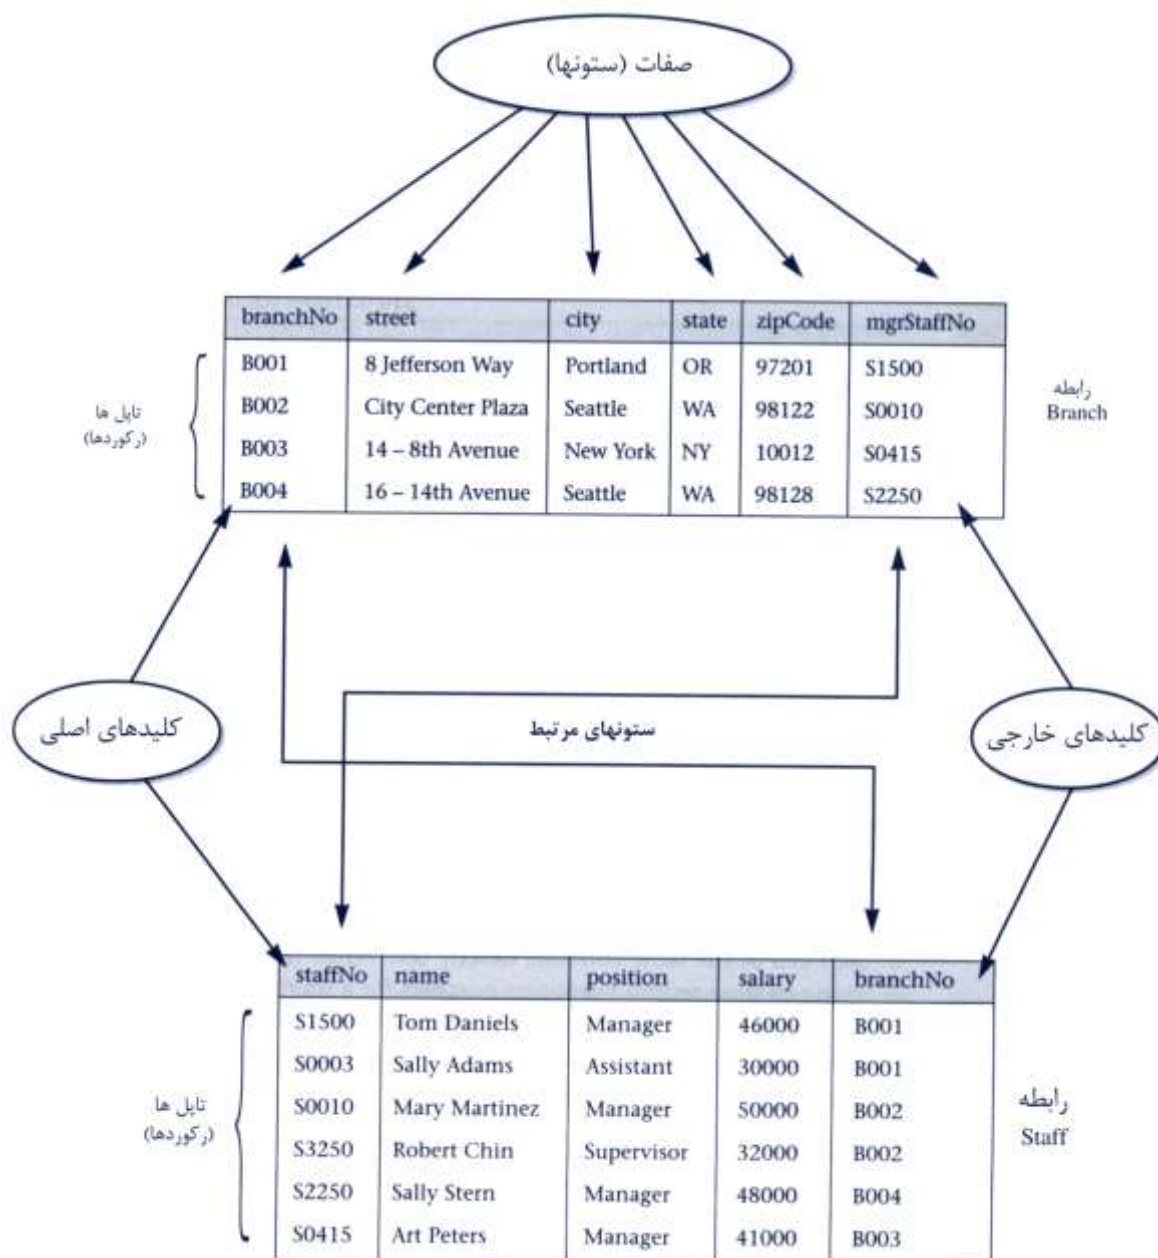 صفات (ستونها)
branchNo street city state zipCode mgrStaffNo
B001 8 Jefferson Way Portland OR 97201 S1500
B002 City Center Plaza Seattle WA 98122 S0010
B003 14 – 8th Avenue New York NY 10012 S0415
B004 16 – 14th Avenue Seattle WA 98128 S2250
تاپل ها
(رکوردها)
رابطه
Branch
کلیدهای اصلی
ستونهای مرتبط
کلیدهای خارجی
staffNo name position salary branchNo
S1500 Tom Daniels Manager 46000 B001
S0003 Sally Adams Assistant 30000 B001
S0010 Mary Martinez Manager 50000 B002
S3250 Robert Chin Supervisor 32000 B002
S2250 Sally Stern Manager 48000 B004
S0415 Art Peters Manager 41000 B003
تاپل ها
(رکوردها)
رابطه
Staff